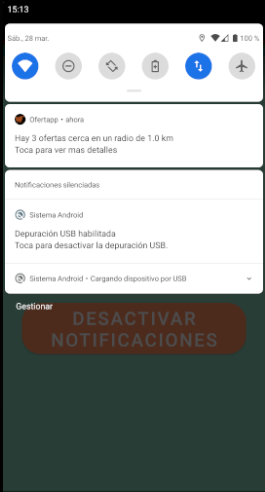 15:13
Sáb., 28 mar.
100 %
Ofertapp • ahora
Hay 3 ofertas cerca en un radio de 1.0 km
Toca para ver mas detalles
Notificaciones silenciadas
Sistema Android
Depuración USB habilitada
Toca para desactivar la depuración USB.
Sistema Android • Cargando dispositivo por USB
Gestionar
DESACTIVAR
NOTIFICACIONES